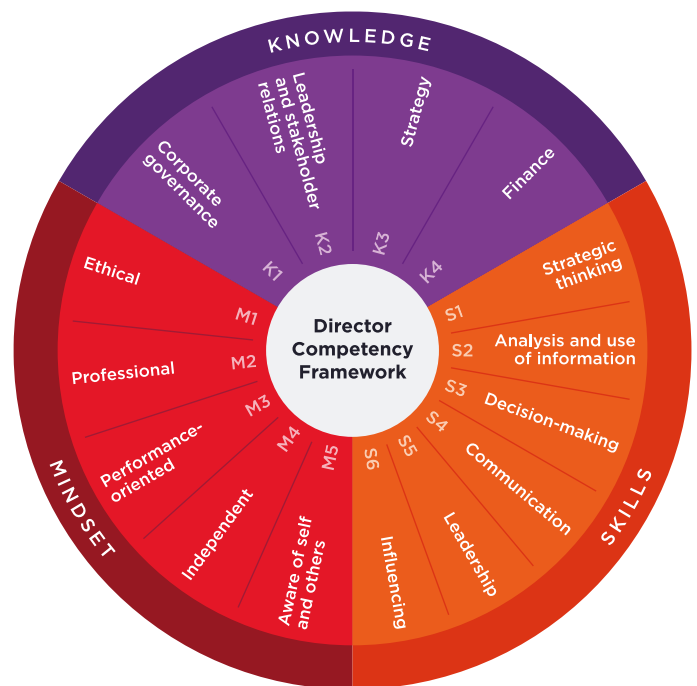 KNOWLEDGE
Corporate
governance
K1
Leadership
and stakeholder
relations
K2
Strategy
K3
Finance
K4
SKILLS
Strategic
thinking
S1
Analysis and use
of information
S2
Decision-making
S3
Communication
S4
Leadership
S5
Influencing
S6
MINDSET
Ethical
M1
Professional
M2
Performance-
oriented
M3
Independent
M4
Aware of self
and others
M5
Director
Competency
Framework